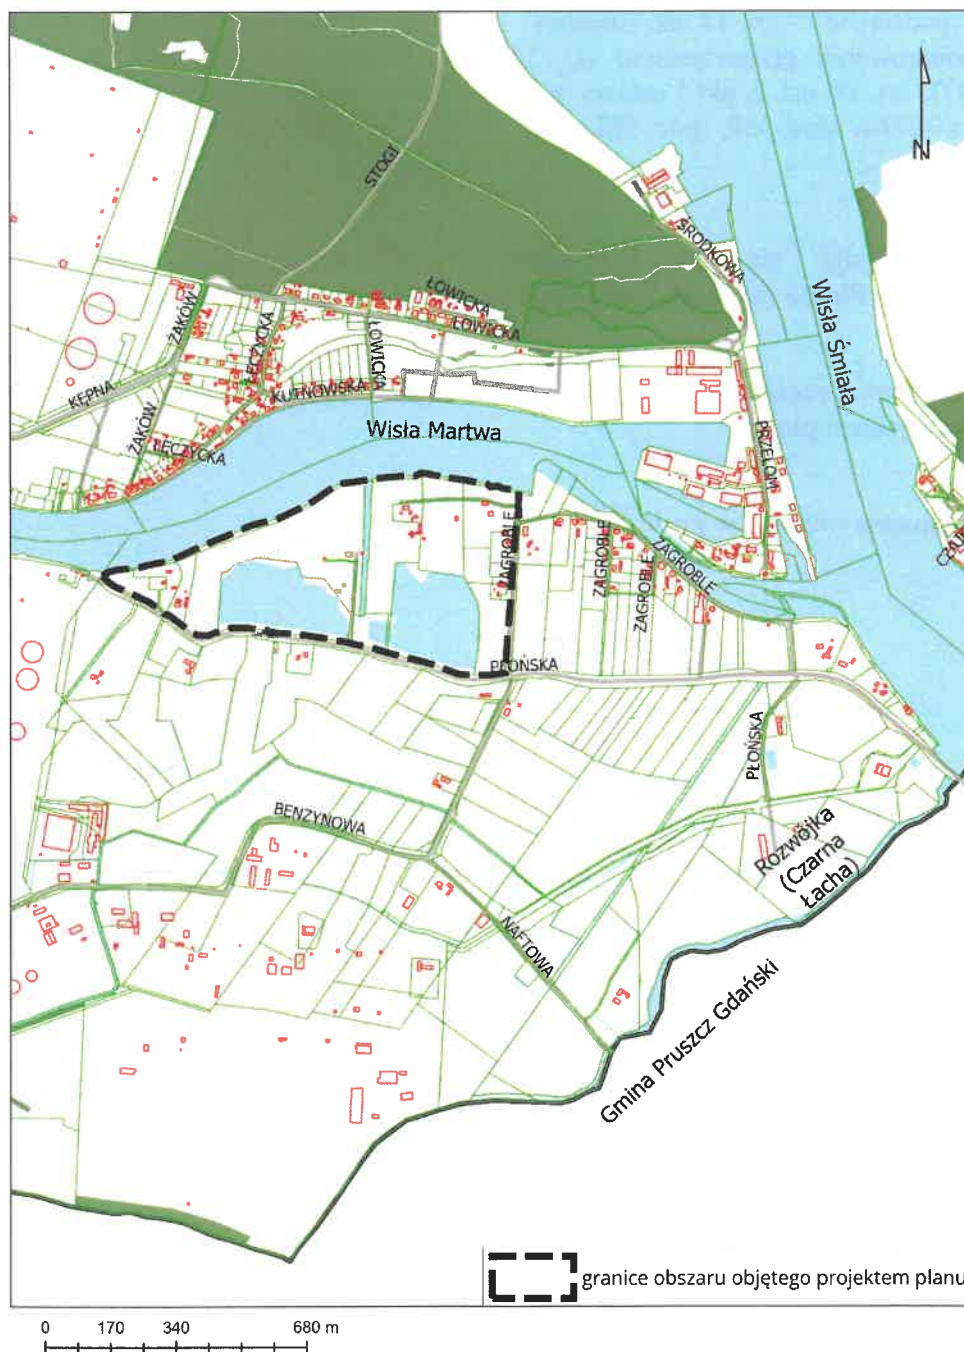 N
STOGI
ŚRODKOWA
Wisła Śmiała
ŁOWICKA
ŁOWICKA
ŻAKÓW
ŁĘCZYCKA
ŁOWICKA
KĘPNA
KUTNOWSKA
ŻAKÓW
ŁĘCZYCKA
Wisła Martwa
PRZEŁOM
ZAGROBLE
ZAGROBLE
ZAGROBLE
ZAGROBLE
PŁOŃSKA
PŁOŃSKA
BENZYNOWA
Rozwójka
(Czarna
Łacha)
NAFTOWA
Gmina Pruszcz Gdański
granice obszaru objętego projektem planu
0 170 340 680 m